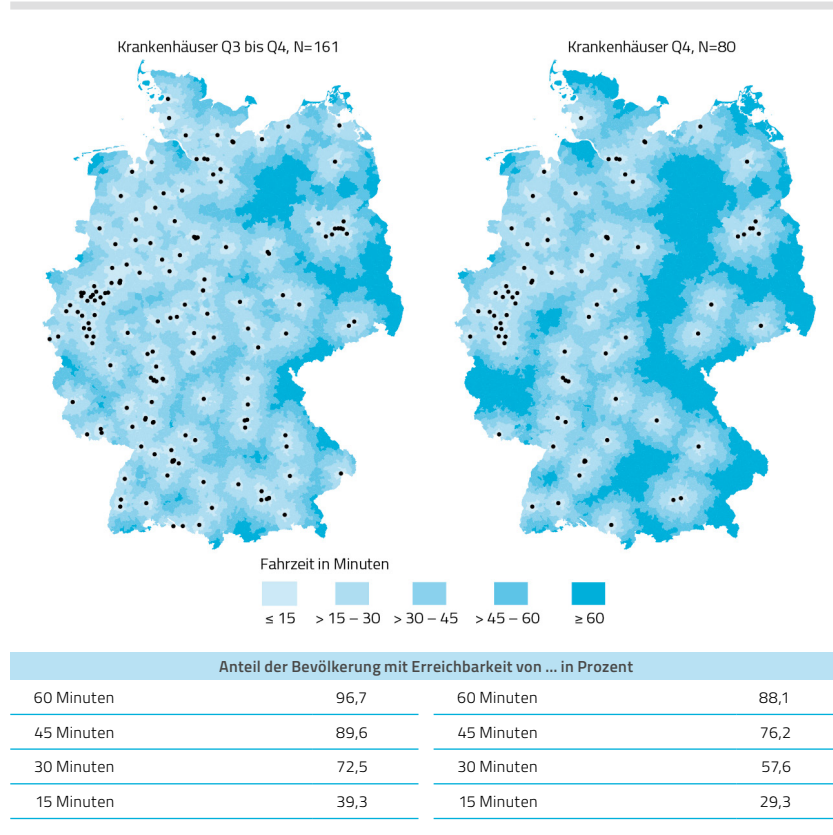 Krankenhäuser Q3 bis Q4, N=161
Krankenhäuser Q4, N=80
Fahrzeit in Minuten
≤ 15 > 15 – 30 > 30 – 45 > 45 – 60 ≥ 60
Anteil der Bevölkerung mit Erreichbarkeit von ... in Prozent
60 Minuten 96,7 60 Minuten 88,1
45 Minuten 89,6 45 Minuten 76,2
30 Minuten 72,5 30 Minuten 57,6
15 Minuten 39,3 15 Minuten 29,3